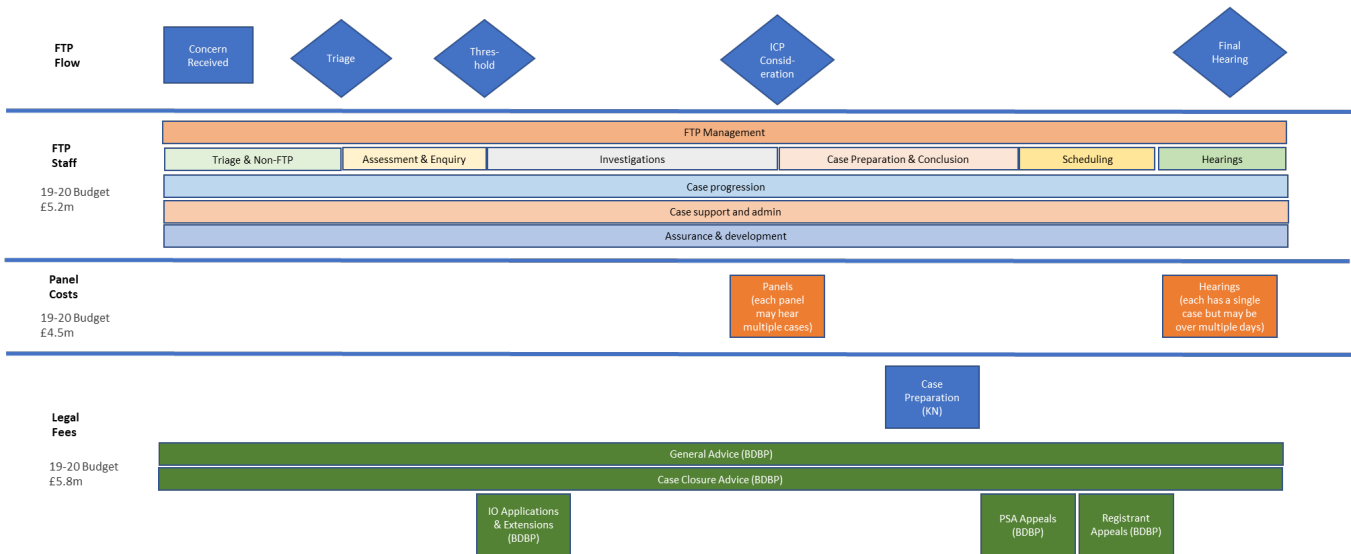 FTP
Flow
Concern
Received
Triage
Thres-
hold
ICP
Consid-
eration
Final
Hearing
FTP
Staff
19-20 Budget
£5.2m
FTP Management
Triage & Non-FTP
Assessment & Enquiry
Investigations
Case Preparation & Conclusion
Scheduling
Hearings
Case progression
Case support and admin
Assurance & development
Panel
Costs
19-20 Budget
£4.5m
Panels
(each panel
may hear
multiple cases)
Hearings
(each has a single
case but may be
over multiple days)
Legal
Fees
19-20 Budget
£5.8m
Case
Preparation
(KN)
General Advice (BDBP)
Case Closure Advice (BDBP)
IO Applications
& Extensions
(BDBP)
PSA Appeals
(BDBP)
Registrant
Appeals (BDBP)